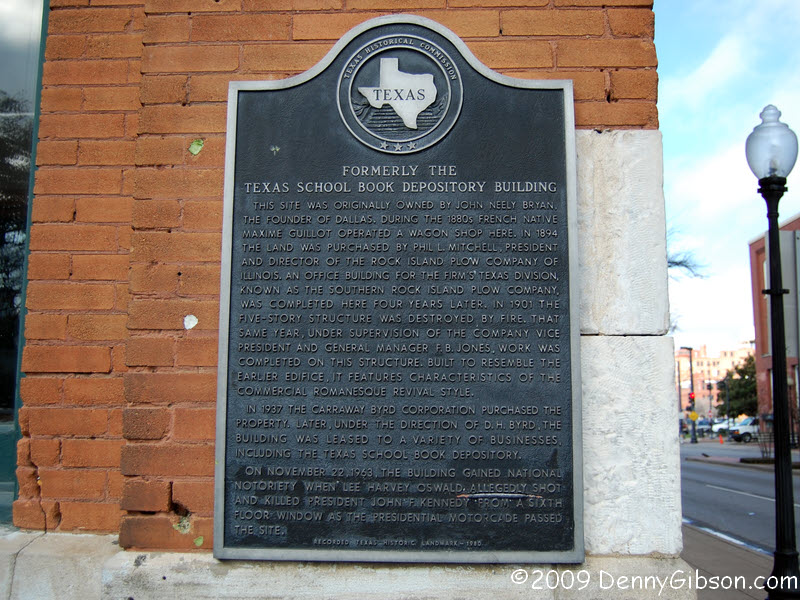 TEXAS HISTORICAL COMMISSION
TEXAS
FORMERLY THE
TEXAS SCHOOL BOOK DEPOSITORY BUILDING
THIS SITE WAS ORIGINALLY OWNED BY JOHN NEELY BRYAN,
THE FOUNDER OF DALLAS. DURING THE 1880s FRENCH NATIVE
MAXIME GUILLOT OPERATED A WAGON SHOP HERE. IN 1894
THE LAND WAS PURCHASED BY PHIL L. MITCHELL, PRESIDENT
AND DIRECTOR OF THE ROCK ISLAND PLOW COMPANY OF
ILLINOIS. AN OFFICE BUILDING FOR THE FIRMS' TEXAS DIVISION,
KNOWN AS THE SOUTHERN ROCK ISLAND PLOW COMPANY,
WAS COMPLETED HERE FOUR YEARS LATER. IN 1901 THE
FIVE-STORY STRUCTURE WAS DESTROYED BY FIRE. THAT
SAME YEAR, UNDER SUPERVISION OF THE COMPANY VICE
PRESIDENT AND GENERAL MANAGER F. B. JONES, WORK WAS
COMPLETED ON THIS STRUCTURE. BUILT TO RESEMBLE THE
EARLIER EDIFICE, IT FEATURES CHARACTERISTICS OF THE
COMMERCIAL ROMANESQUE REVIVAL STYLE.
IN 1937 THE CARRAWAY BYRD CORPORATION PURCHASED THE
PROPERTY. LATER, UNDER THE DIRECTION OF D. H. BYRD, THE
BUILDING WAS LEASED TO A VARIETY OF BUSINESSES,
INCLUDING THE TEXAS SCHOOL BOOK DEPOSITORY.
ON NOVEMBER 22, 1963, THE BUILDING GAINED NATIONAL
NOTORIETY WHEN LEE HARVEY OSWALD ALLEGEDLY SHOT
AND KILLED PRESIDENT JOHN F. KENNEDY FROM A SIXTH
FLOOR WINDOW AS THE PRESIDENTIAL MOTORCADE PASSED
THE SITE.
RECORDED TEXAS HISTORIC LANDMARK - 1980
©2009 DennyGibson.com